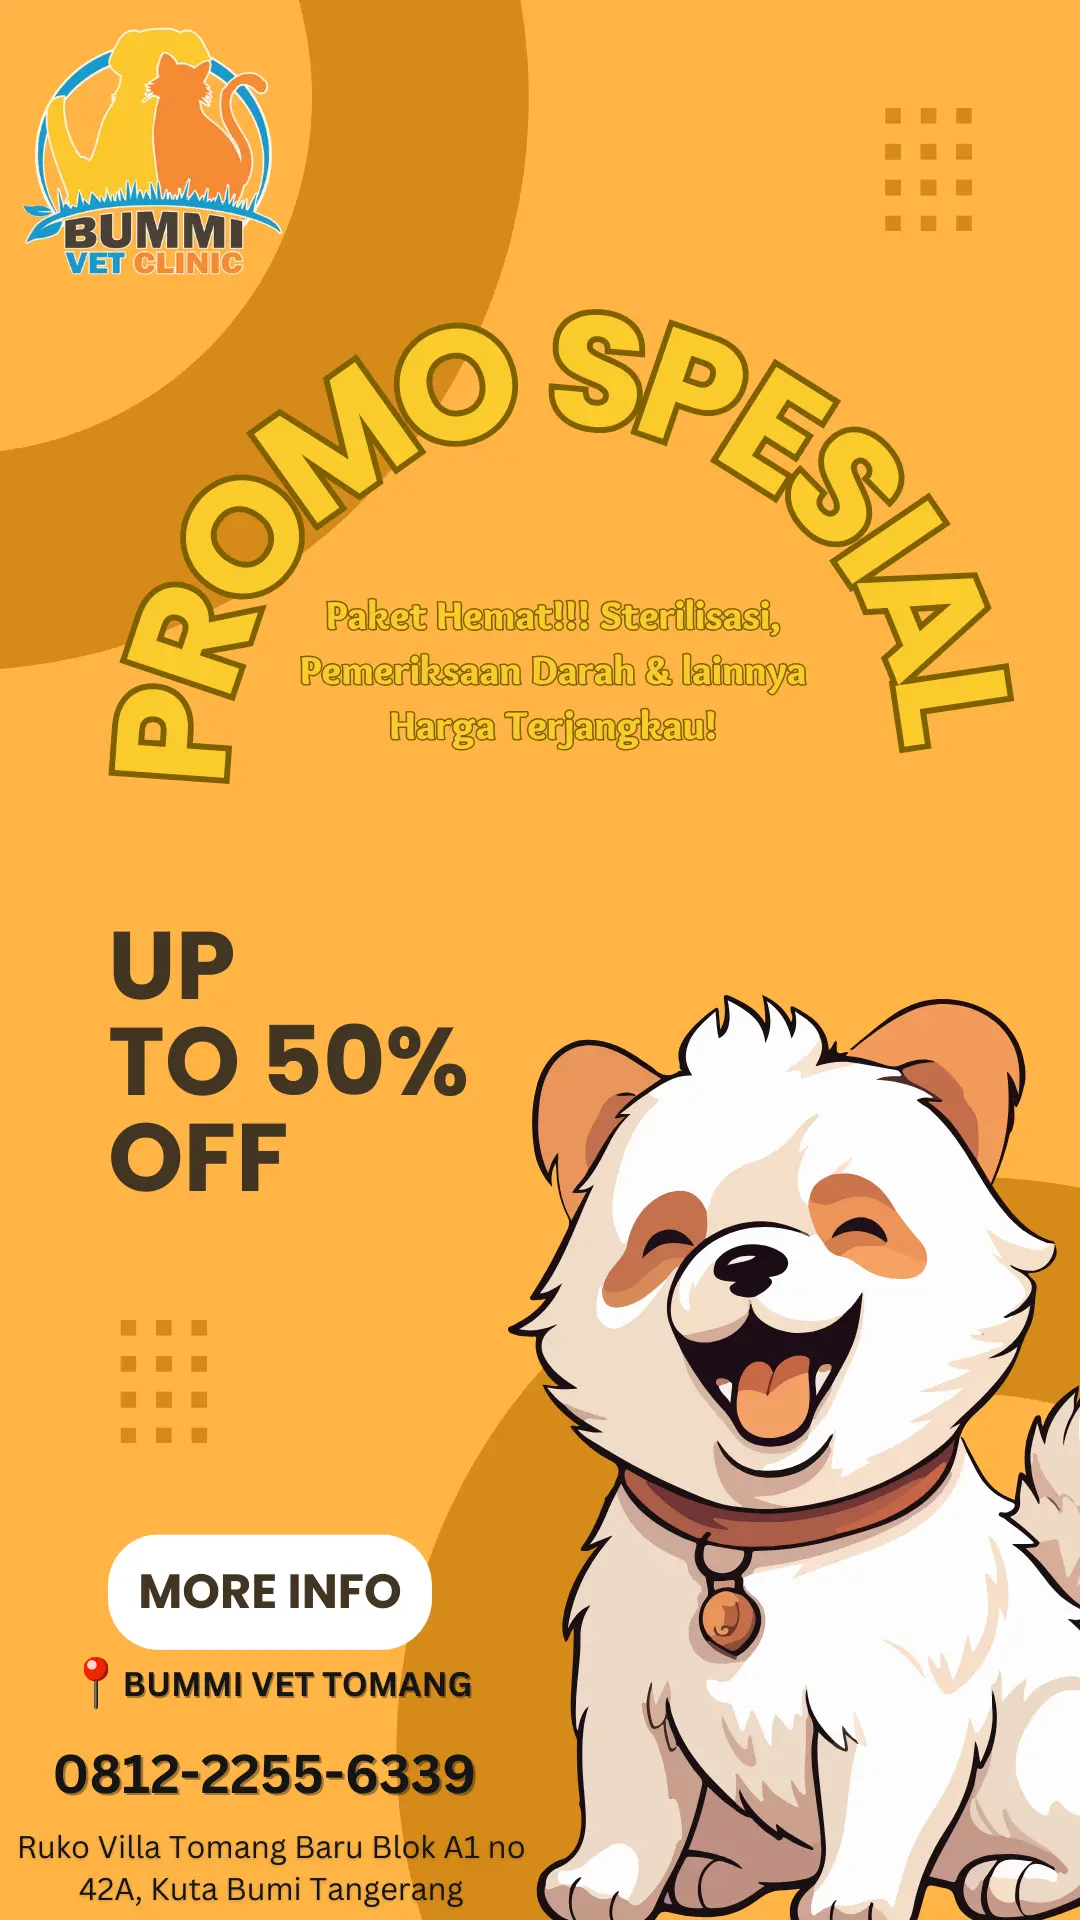 BUMMI
VET CLINIC
PROMO SPESIAL
Paket Hemat!!! Sterilisasi,
Pemeriksaan Darah & lainnya
Harga Terjangkau!
UP
TO 50%
OFF
MORE INFO
BUMMI VET TOMANG
0812-2255-6339
Ruko Villa Tomang Baru Blok A1 no
42A, Kuta Bumi Tangerang